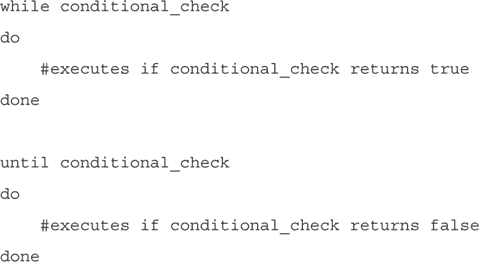 while conditional_check
do
    #executes if conditional_check returns true
done

until conditional_check
do
    #executes if conditional_check returns false
done